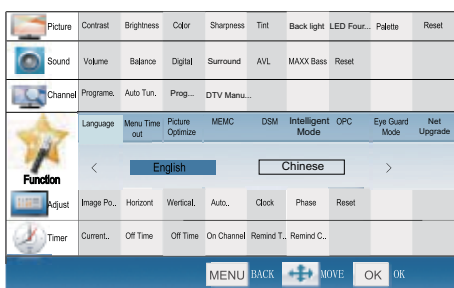 Picture Contrast Brightness Color Sharpness Tint Back light LED Four... Palette Reset
Sound Volume Balance Digital Surround AVL MAXX Bass Reset
Channel Programe. Auto Tun. Prog... DTV Manu...
Function Language Menu Time out Picture Optimize MEMC DSM Intelligent Mode OPC Eye Guard Mode Net Upgrade
< English Chinese >
Adjust Image Po.. Horizont Wertical. Auto.. Clock Phase Reset
Timer Current.. Off Time Off Time On Channel Remind T.. Remind C..
MENU BACK MOVE OK OK